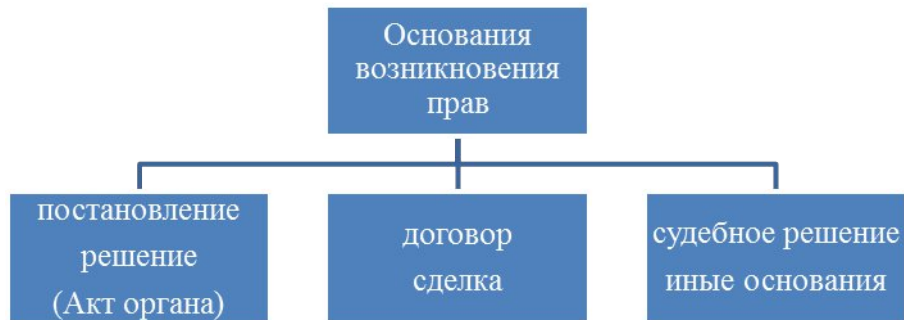 Основания
возникновения
прав
постановление
решение
(Акт органа)
договор
сделка
судебное решение
иные основания